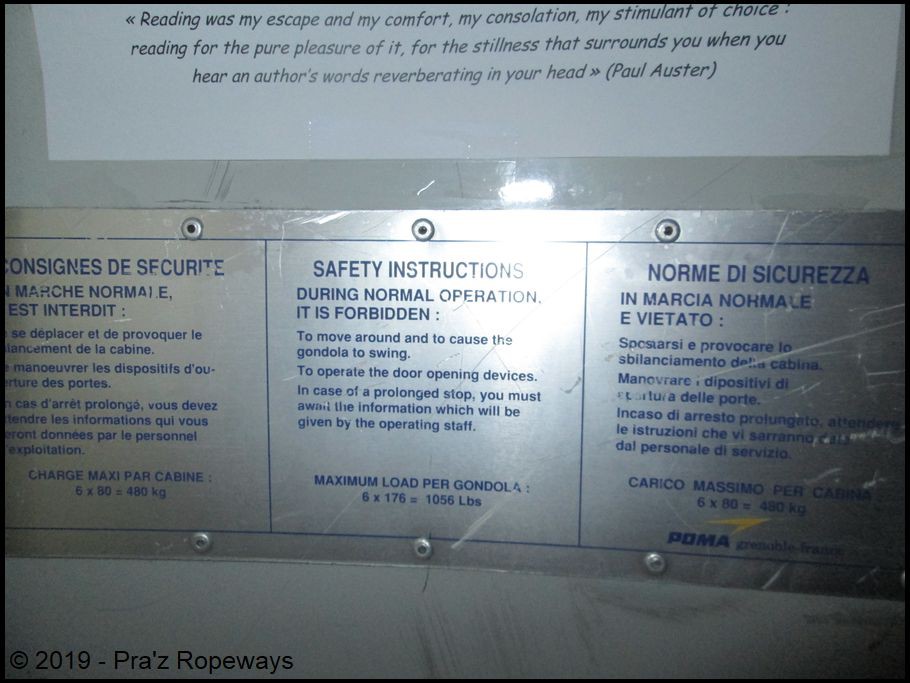 « Reading was my escape and my comfort, my consolation, my stimulant of choice :
reading for the pure pleasure of it, for the stillness that surrounds you when you
hear an author's words reverberating in your head » (Paul Auster)
CONSIGNES DE SECURITE
N MARCHE NORMALE,
EST INTERDIT :
se déplacer et de provoquer le
lancement de la cabine.
manoeuvrer les dispositifs d'ou-
erture des portes.
n cas d'arrêt prolongé, vous devez
ttendre les informations qui vous
eront données par le personnel
'exploitation.
CHARGE MAXI PAR CABINE :
6 x 80 = 480 kg
SAFETY INSTRUCTIONS
DURING NORMAL OPERATION,
IT IS FORBIDDEN :
To move around and to cause the
gondola to swing.
To operate the door opening devices.
In case of a prolonged stop, you must
await the information which will be
given by the operating staff.
MAXIMUM LOAD PER GONDOLA :
6 x 176 = 1056 Lbs
NORME DI SICUREZZA
IN MARCIA NORMALE
E VIETATO :
Spostarsi e provocare lo
sbilanciamento della cabina.
Manovrare i dipositivi di
apertura delle porte.
Incaso di arresto prolungato, attendere
le istruzioni che vi serranno date
dal personale di servizio.
CARICO MASSIMO PER CABINA :
6 x 80 = 480 kg
POMA grenoble-france
© 2019 - Pra'z Ropeways